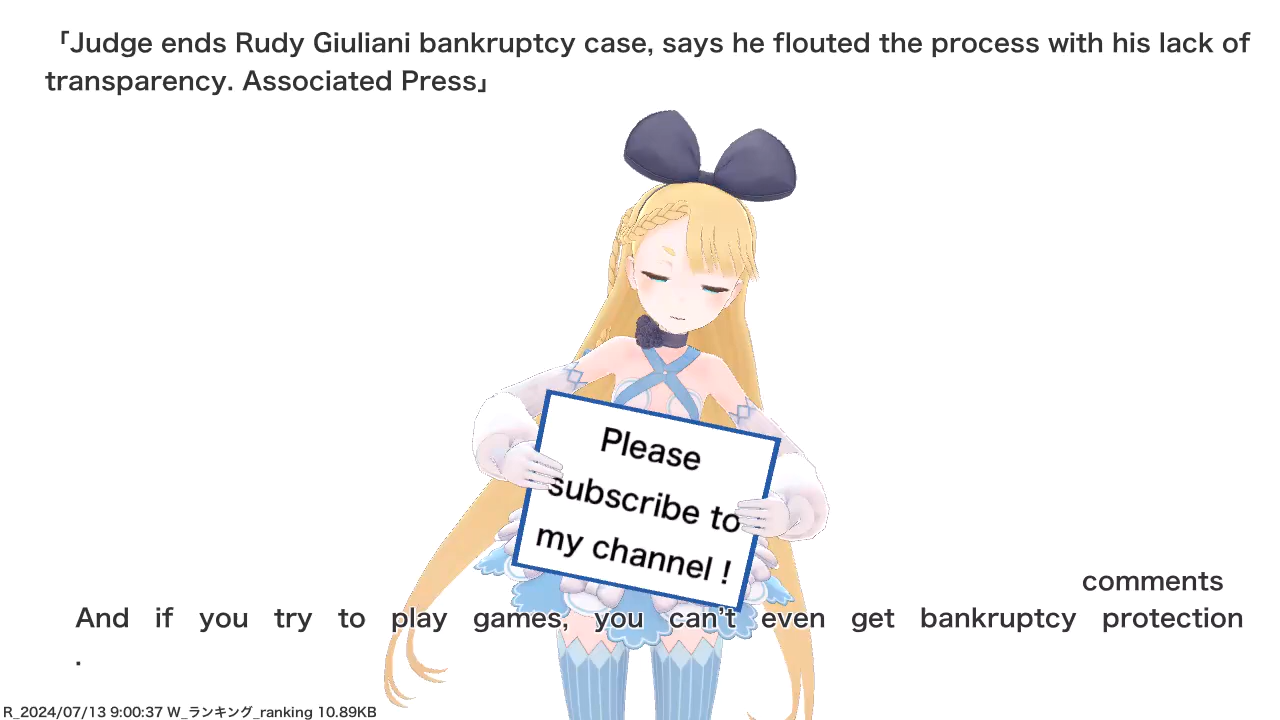 「Judge ends Rudy Giuliani bankruptcy case, says he flouted the process with his lack of
transparency. Associated Press」
Please
subscribe to
my channel !
comments
And if you try to play games, you can't even get bankruptcy protection
.
R_2024/07/13 9:00:37 W_ランキング_ranking 10.89KB